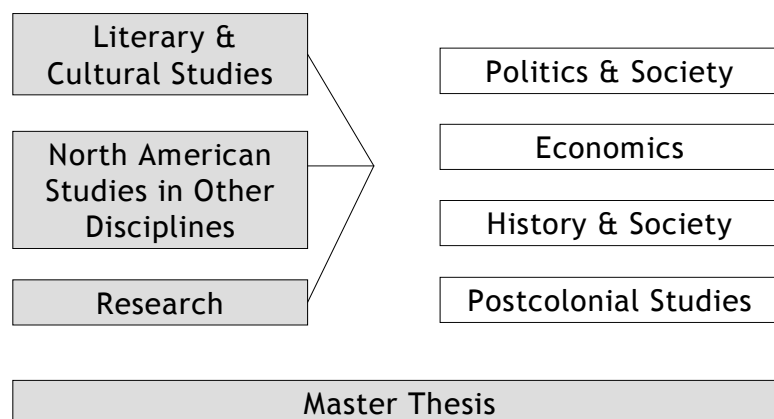 Literary &
Cultural Studies
North American
Studies in Other
Disciplines
Research
Politics & Society
Economics
History & Society
Postcolonial Studies
Master Thesis